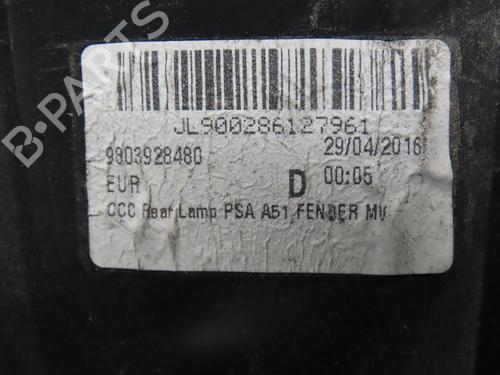 JL900286127961
9803928480 29/04/2016
EUR D 00:05
CCC Rear Lamp PSA A51 FENDER MV
B-PARTS